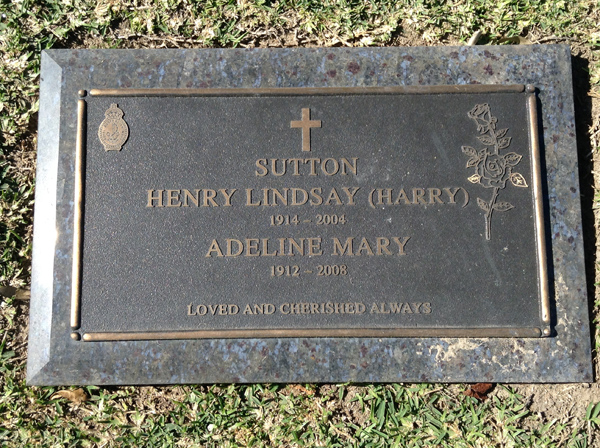 SUTTON
HENRY LINDSAY (HARRY)
1914 – 2004
ADELINE MARY
1912 – 2008
LOVED AND CHERISHED ALWAYS